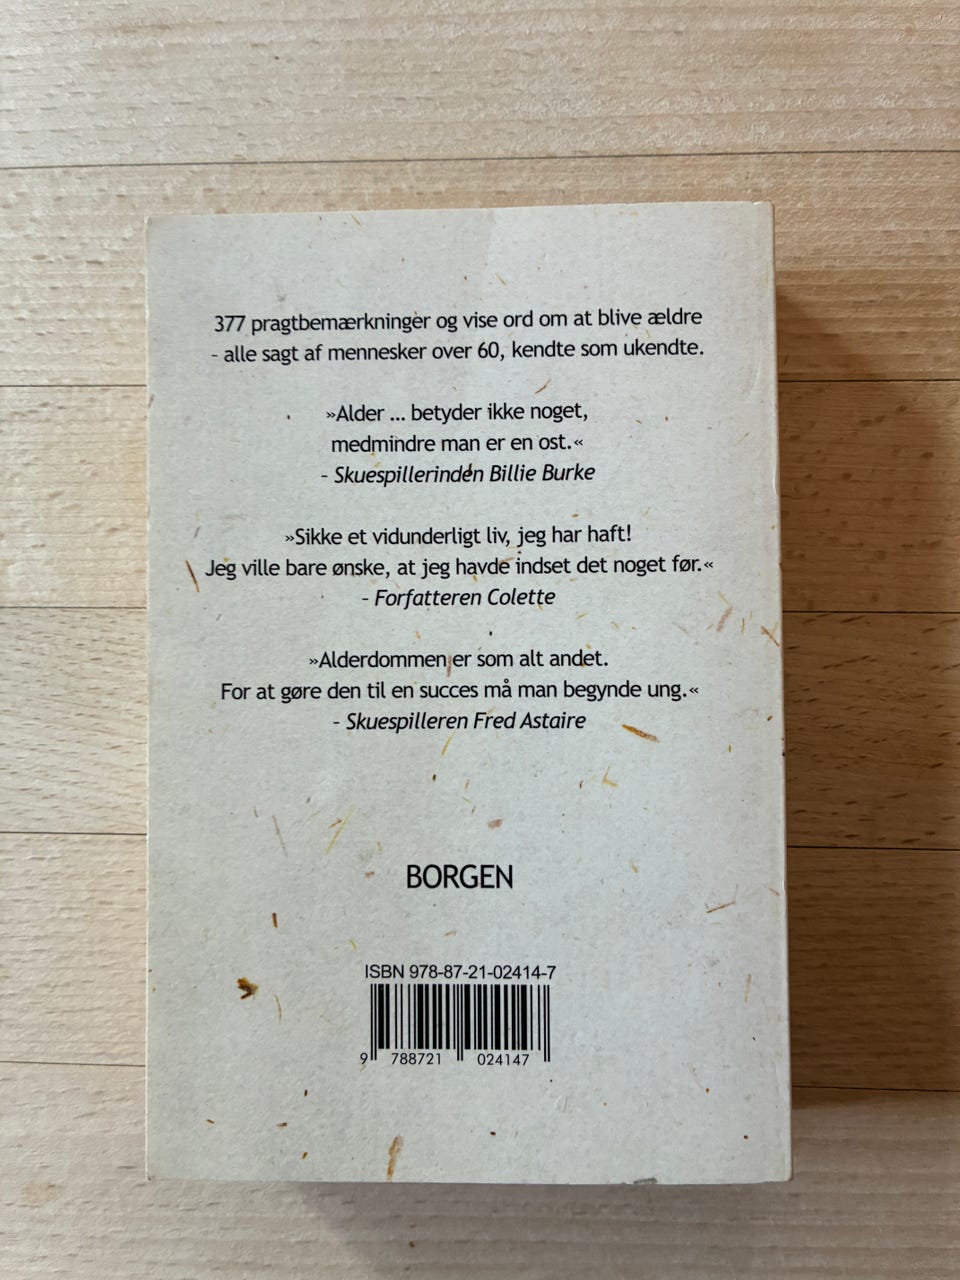 377 pragtbemærkninger og vise ord om at blive ældre
- alle sagt af mennesker over 60, kendte som ukendte.
»Alder ... betyder ikke noget,
medmindre man er en ost.«
- Skuespillerinden Billie Burke
»Sikke et vidunderligt liv, jeg har haft!
Jeg ville bare ønske, at jeg havde indset det noget før.«
- Forfatteren Colette
»Alderdommen er som alt andet.
For at gøre den til en succes må man begynde ung.«
- Skuespilleren Fred Astaire
BORGEN
ISBN 978-87-21-02414-7
9 788721 024147